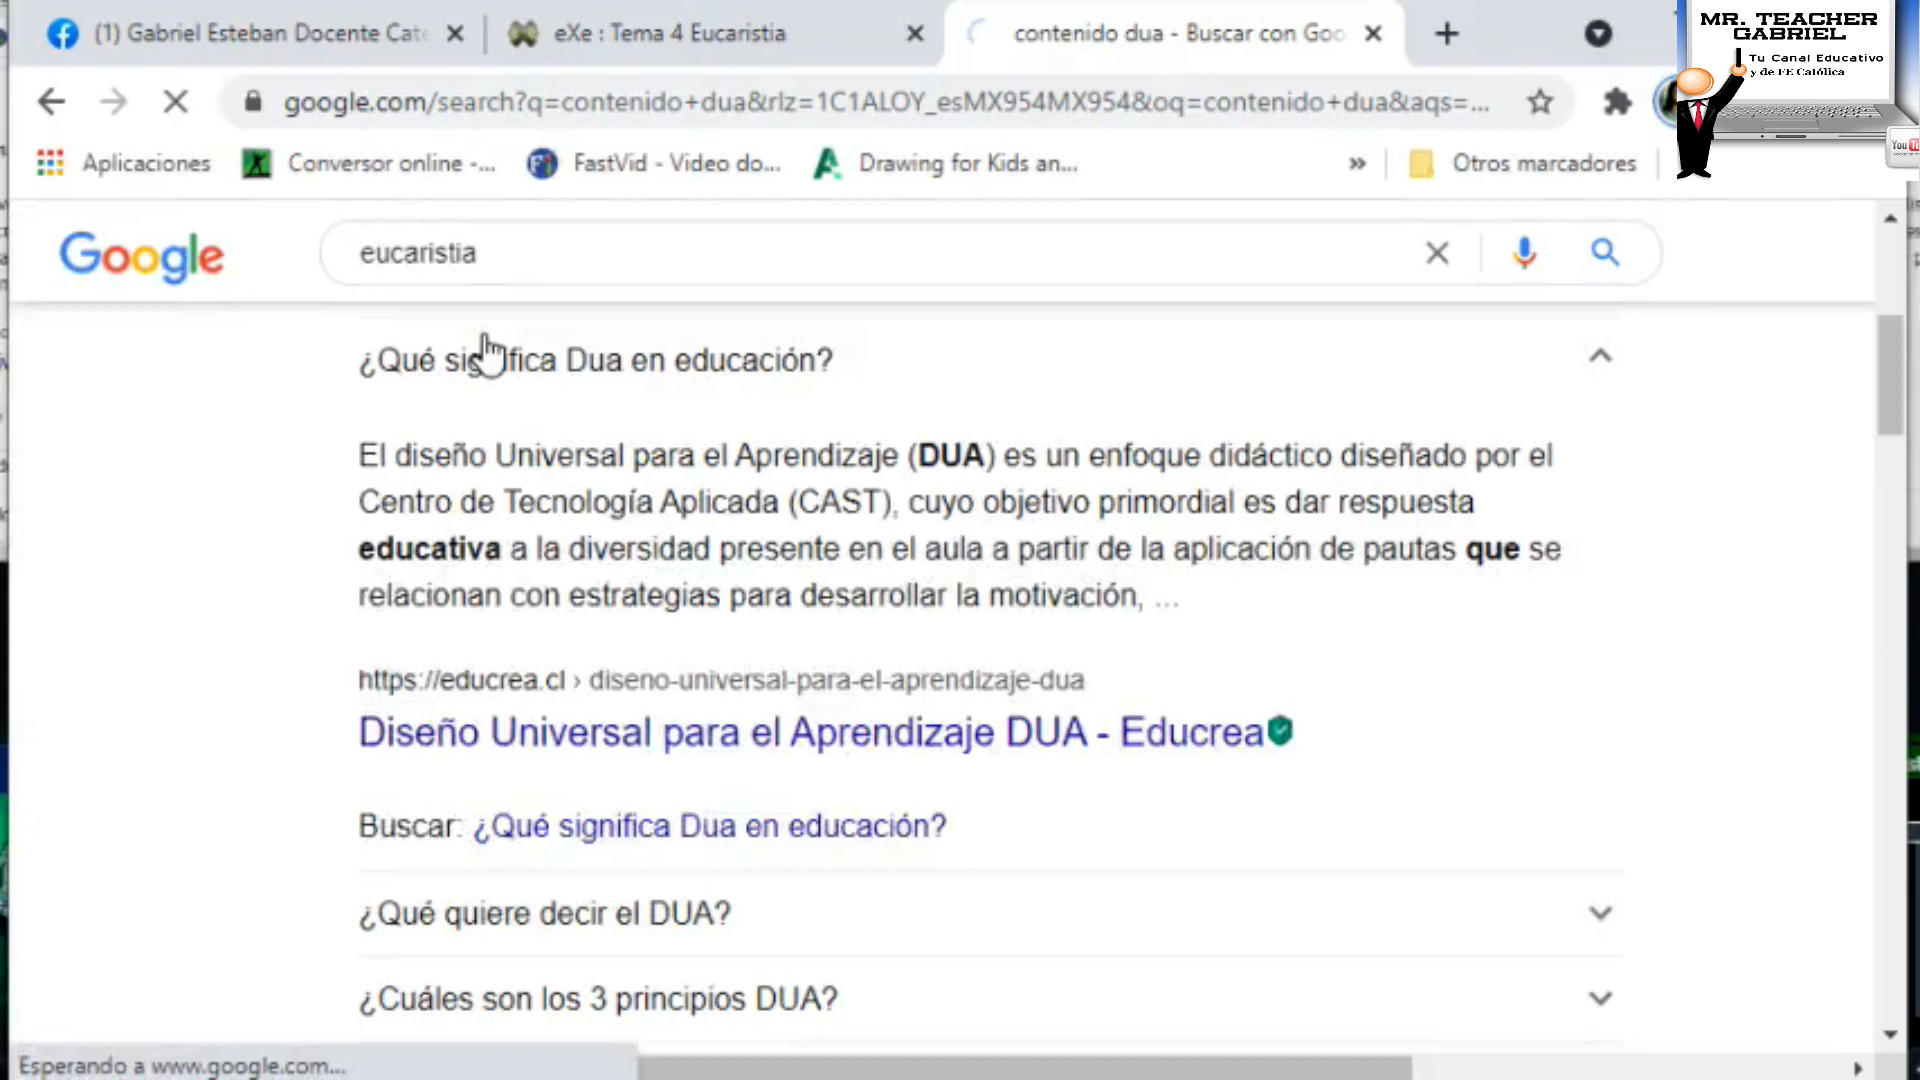 (1) Gabriel Esteban Docente Cate
eXe : Tema 4 Eucaristia
contenido dua - Buscar con Goo
MR. TEACHER
GABRIEL
Tu Canal Educativo
y de FE Católica
You
google.com/search?q=contenido+dua&rlz=1C1ALOY_esMX954MX954&oq=contenido+dua&aqs=...
Aplicaciones
Conversor online -...
FastVid - Video do...
Drawing for Kids an...
»
Otros marcadores
Google
eucaristia
¿Qué significa Dua en educación?
El diseño Universal para el Aprendizaje (DUA) es un enfoque didáctico diseñado por el
Centro de Tecnología Aplicada (CAST), cuyo objetivo primordial es dar respuesta
educativa a la diversidad presente en el aula a partir de la aplicación de pautas que se
relacionan con estrategias para desarrollar la motivación, ...
https://educrea.cl › diseno-universal-para-el-aprendizaje-dua
Diseño Universal para el Aprendizaje DUA - Educrea
Buscar: ¿Qué significa Dua en educación?
¿Qué quiere decir el DUA?
¿Cuáles son los 3 principios DUA?
Esperando a www.google.com...